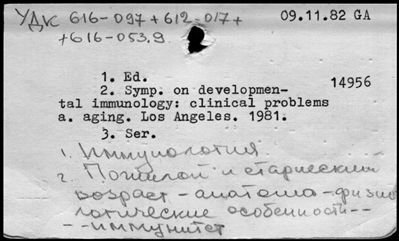 УДК 616-097+612-017+ 09.11.82 GA
+616-053.9.
1. Ed.
2. Symp. on developmen- 14956
tal immunology: clinical problems
a. aging. Los Angeles. 1981.
3. Ser.
1. Иммунология
2. Пожилой и старческий
возраст - анатомо-физио
логические особенности --
-- иммунитет